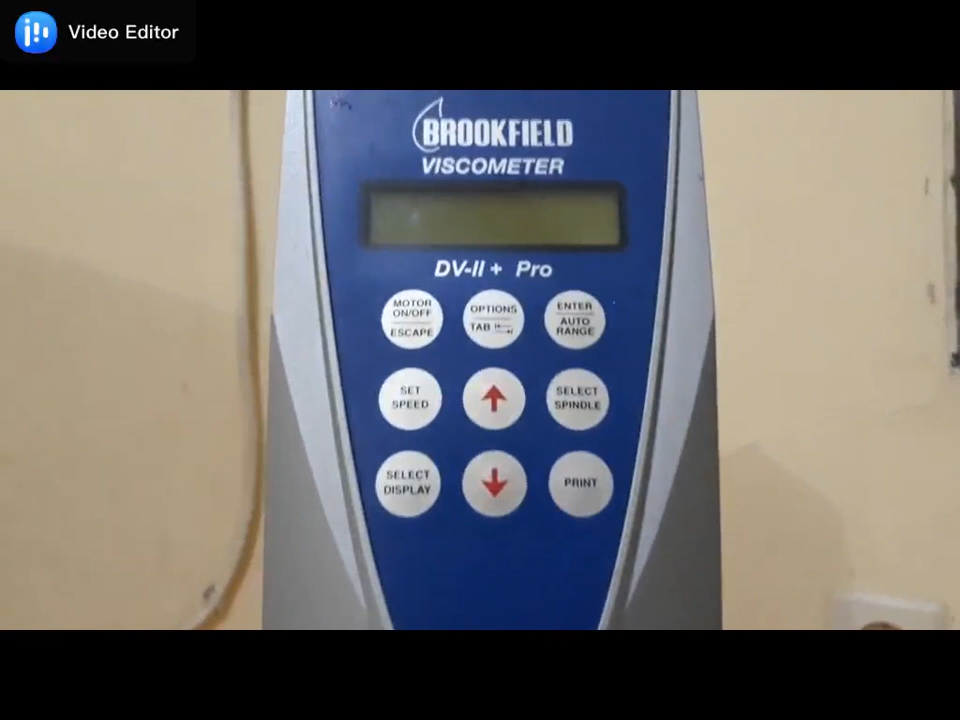 Video Editor
BROOKFIELD
VISCOMETER
DV-II + Pro
MOTOR
ON/OFF
ESCAPE
OPTIONS
TAB
ENTER
AUTO
RANGE
SET
SPEED
SELECT
SPINDLE
SELECT
DISPLAY
PRINT